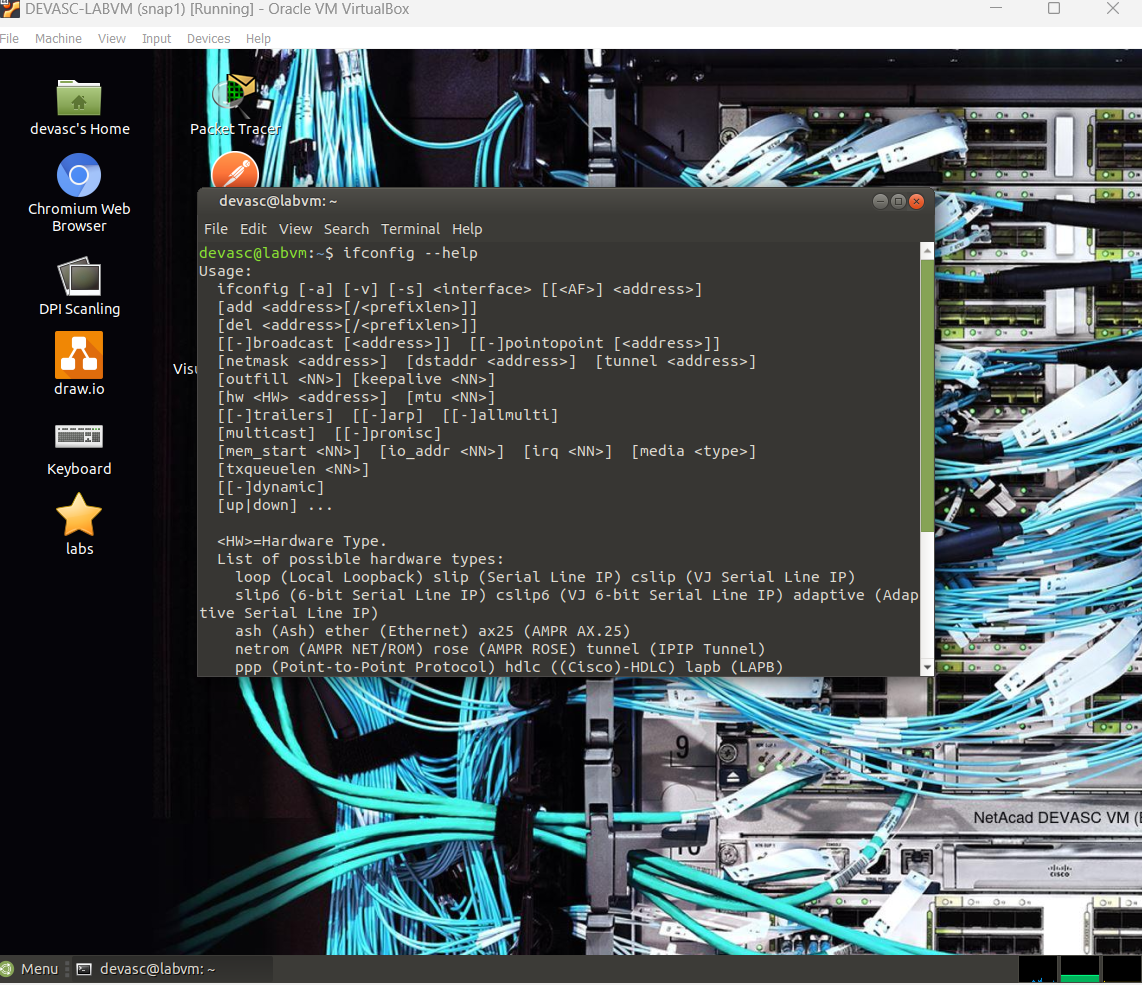 DEVASC-LABVM (snap1) [Running] - Oracle VM VirtualBox
File Machine View Input Devices Help
devasc's Home
Packet Tracer
Chromium Web
Browser
DPI Scanling
draw.io
Visu
Keyboard
labs
devasc@labvm: ~
File Edit View Search Terminal Help
devasc@labvm:~$ ifconfig --help
Usage:
  ifconfig [-a] [-v] [-s] <interface> [[<AF>] <address>]
  [add <address>[/<prefixlen>]]
  [del <address>[/<prefixlen>]]
  [[-]broadcast [<address>]]  [[-]pointopoint [<address>]]
  [netmask <address>]  [dstaddr <address>]  [tunnel <address>]
  [outfill <NN>] [keepalive <NN>]
  [hw <HW> <address>]  [mtu <NN>]
  [[-]trailers]  [[-]arp]  [[-]allmulti]
  [multicast]  [[-]promisc]
  [mem_start <NN>]  [io_addr <NN>]  [irq <NN>]  [media <type>]
  [txqueuelen <NN>]
  [[-]dynamic]
  [up|down] ...
  <HW>=Hardware Type.
  List of possible hardware types:
    loop (Local Loopback) slip (Serial Line IP) cslip (VJ Serial Line IP)
    slip6 (6-bit Serial Line IP) cslip6 (VJ 6-bit Serial Line IP) adaptive (Adap
tive Serial Line IP)
    ash (Ash) ether (Ethernet) ax25 (AMPR AX.25)
    netrom (AMPR NET/ROM) rose (AMPR ROSE) tunnel (IPIP Tunnel)
    ppp (Point-to-Point Protocol) hdlc ((Cisco)-HDLC) lapb (LAPB)
1
9
10
NetAcad DEVASC VM (
CISCO
Menu devasc@labvm: ~